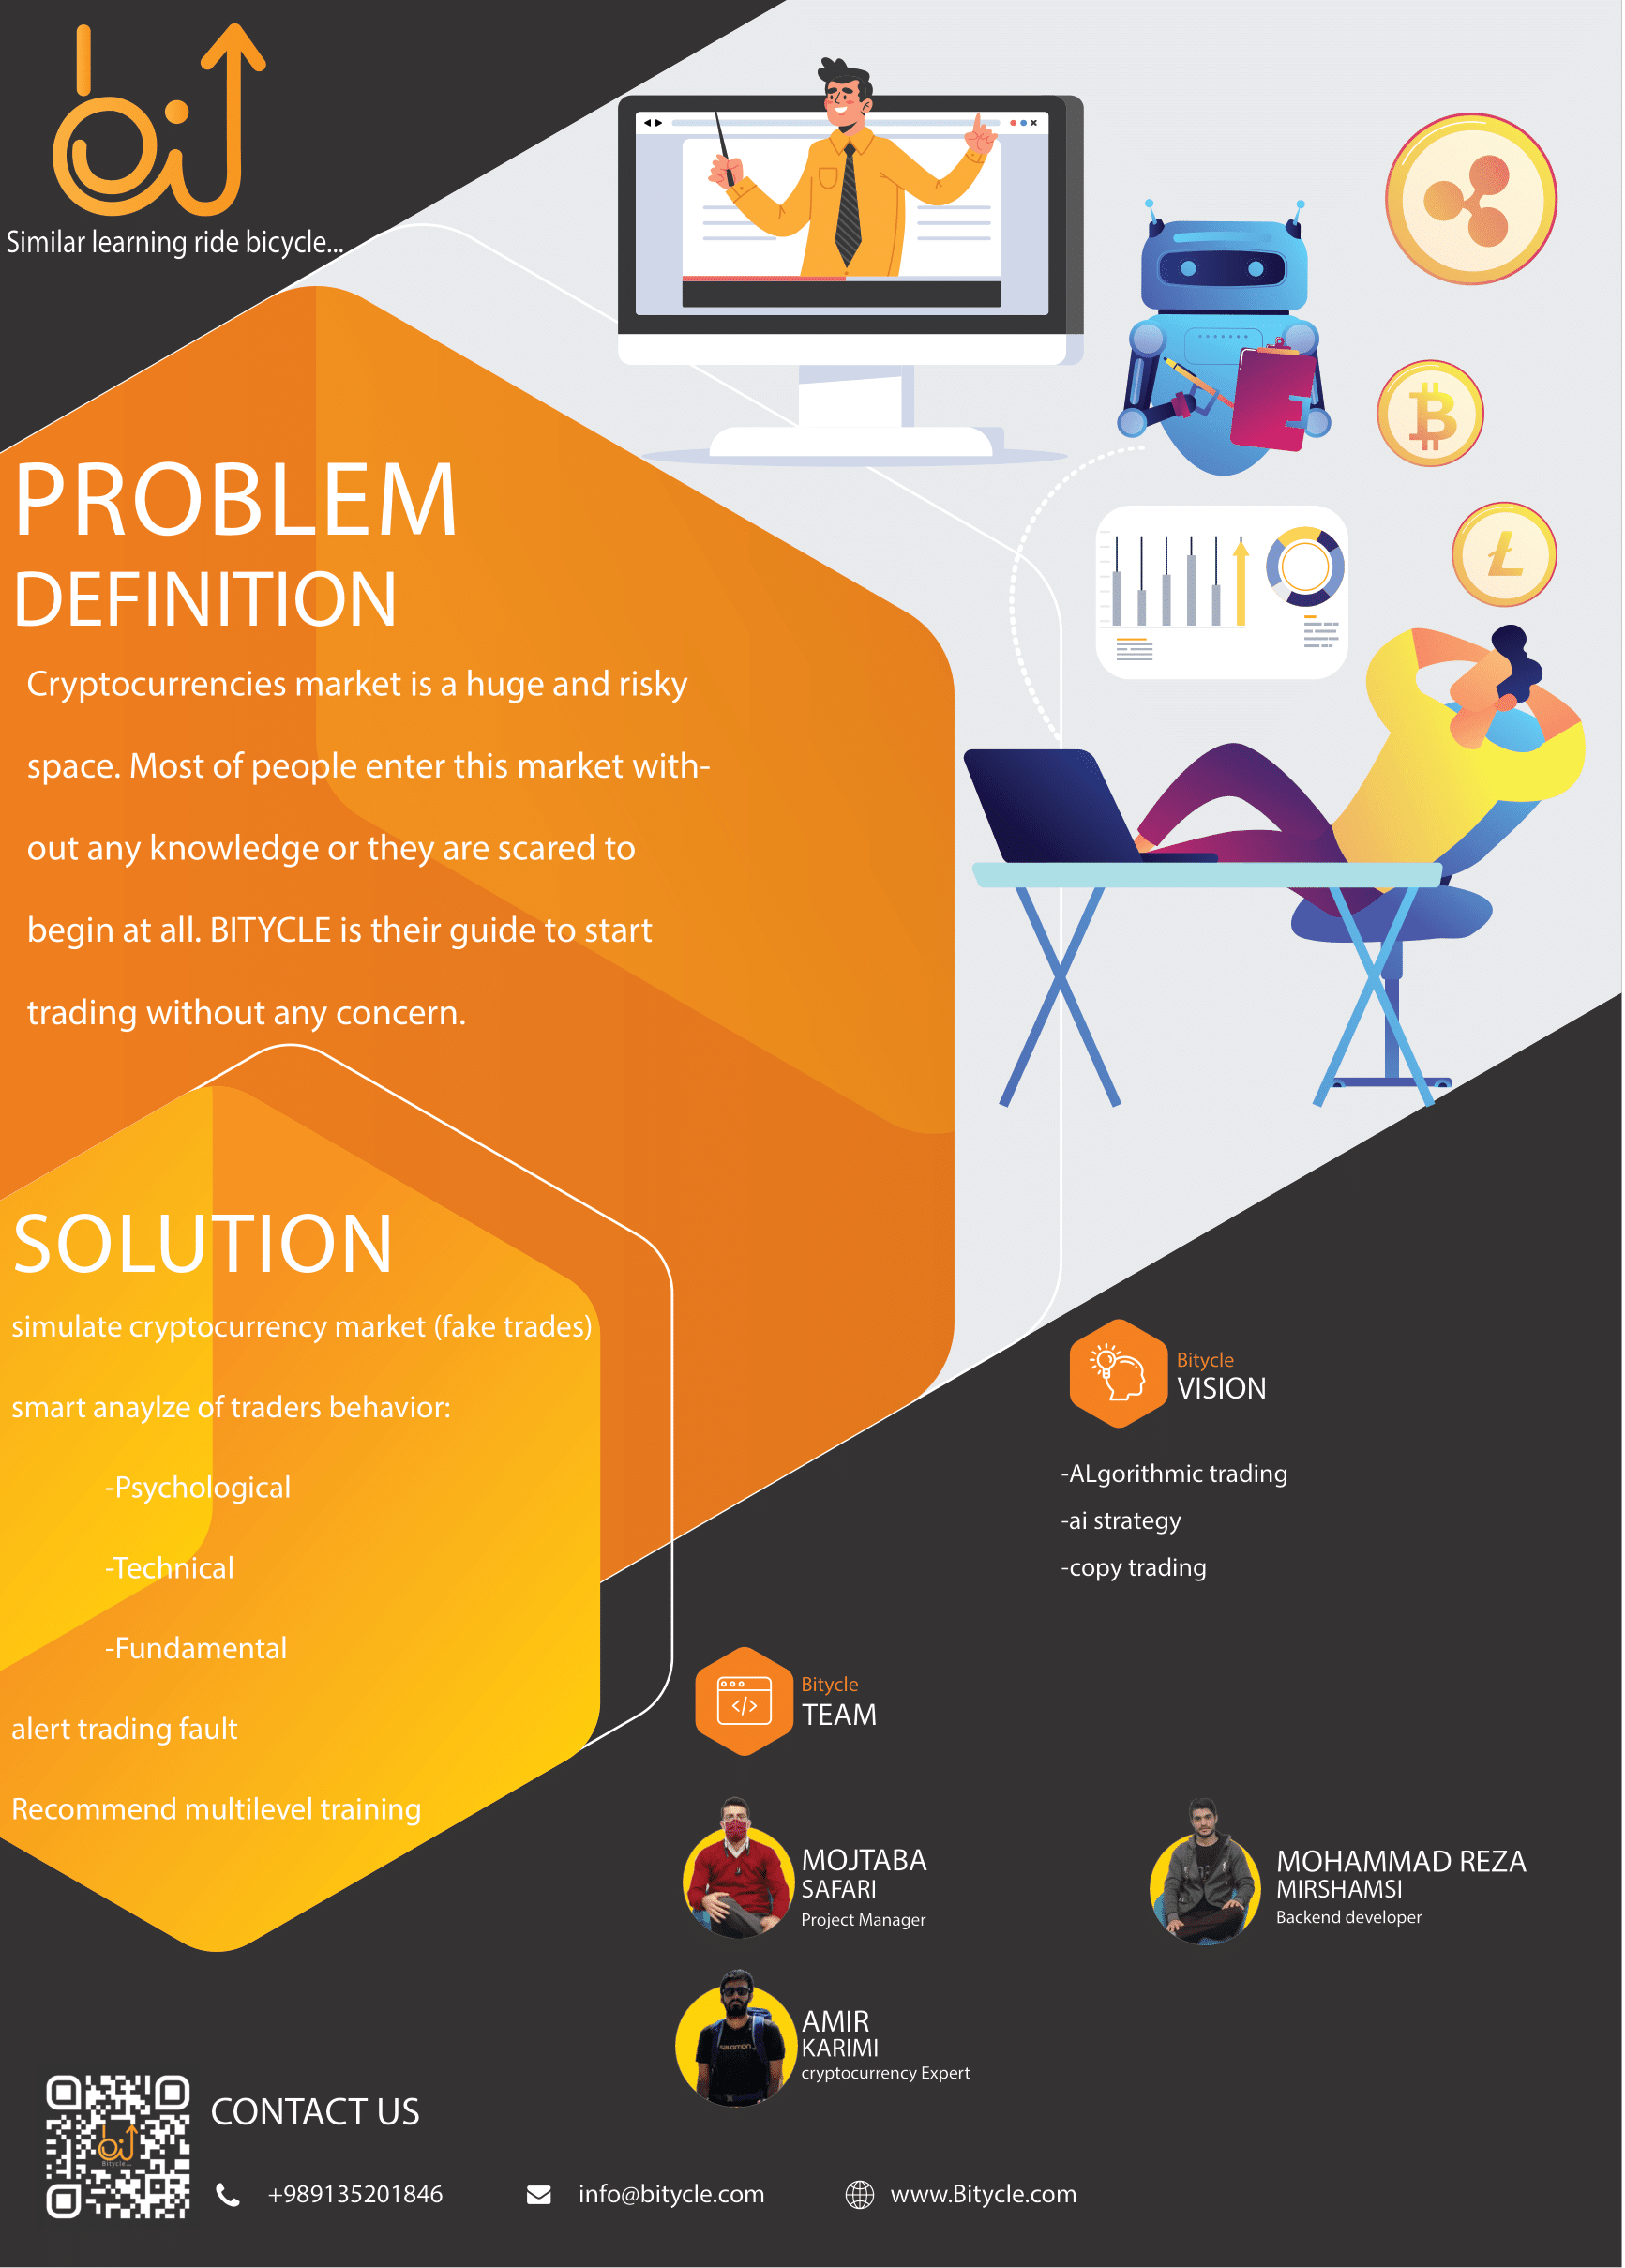 Similar learning ride bicycle...
PROBLEM
DEFINITION
Cryptocurrencies market is a huge and risky
space. Most of people enter this market with-
out any knowledge or they are scared to
begin at all. BITYCLE is their guide to start
trading without any concern.
SOLUTION
simulate cryptocurrency market (fake trades)
smart anaylze of traders behavior:
-Psychological
-Technical
-Fundamental
alert trading fault
Recommend multilevel training
Bitycle
VISION
-ALgorithmic trading
-ai strategy
-copy trading
Bitycle
TEAM
MOJTABA
SAFARI
Project Manager
MOHAMMAD REZA
MIRSHAMSI
Backend developer
AMIR
KARIMI
cryptocurrency Expert
salomon
Bitycle...
CONTACT US
+989135201846
info@bitycle.com
www.Bitycle.com